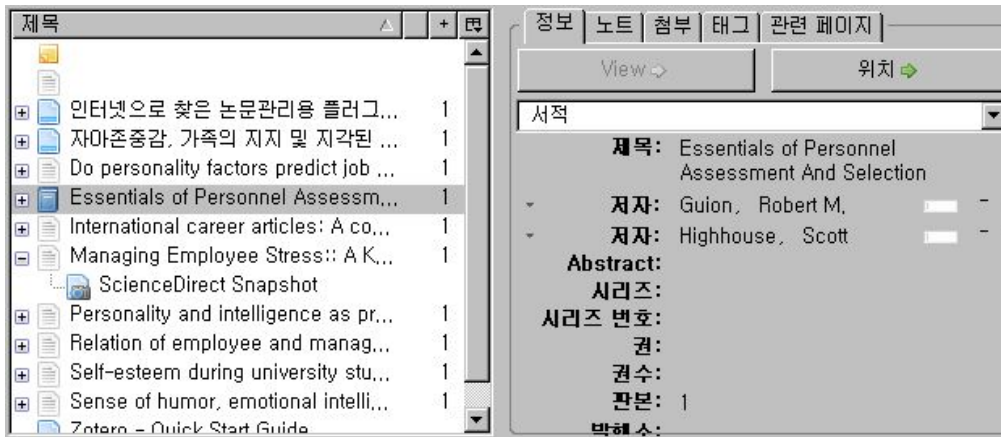 제목 +
인터넷으로 찾은 논문관리용 플러그... 1
자아존중감, 가족의 지지 및 지각된 ... 1
Do personality factors predict job ... 1
Essentials of Personnel Assessm... 1
International career articles: A co... 1
Managing Employee Stress:: A K... 1
ScienceDirect Snapshot
Personality and intelligence as pr... 1
Relation of employee and manag... 1
Self-esteem during university stu... 1
Sense of humor, emotional intelli... 1
Zotero - Quick Start Guide
정보 노트 첨부 태그 관련 페이지
View 위치
서적
제목: Essentials of Personnel
Assessment And Selection
저자: Guion, Robert M.
저자: Highhouse, Scott
Abstract:
시리즈:
시리즈 번호:
권:
권수:
판본: 1
발행소: